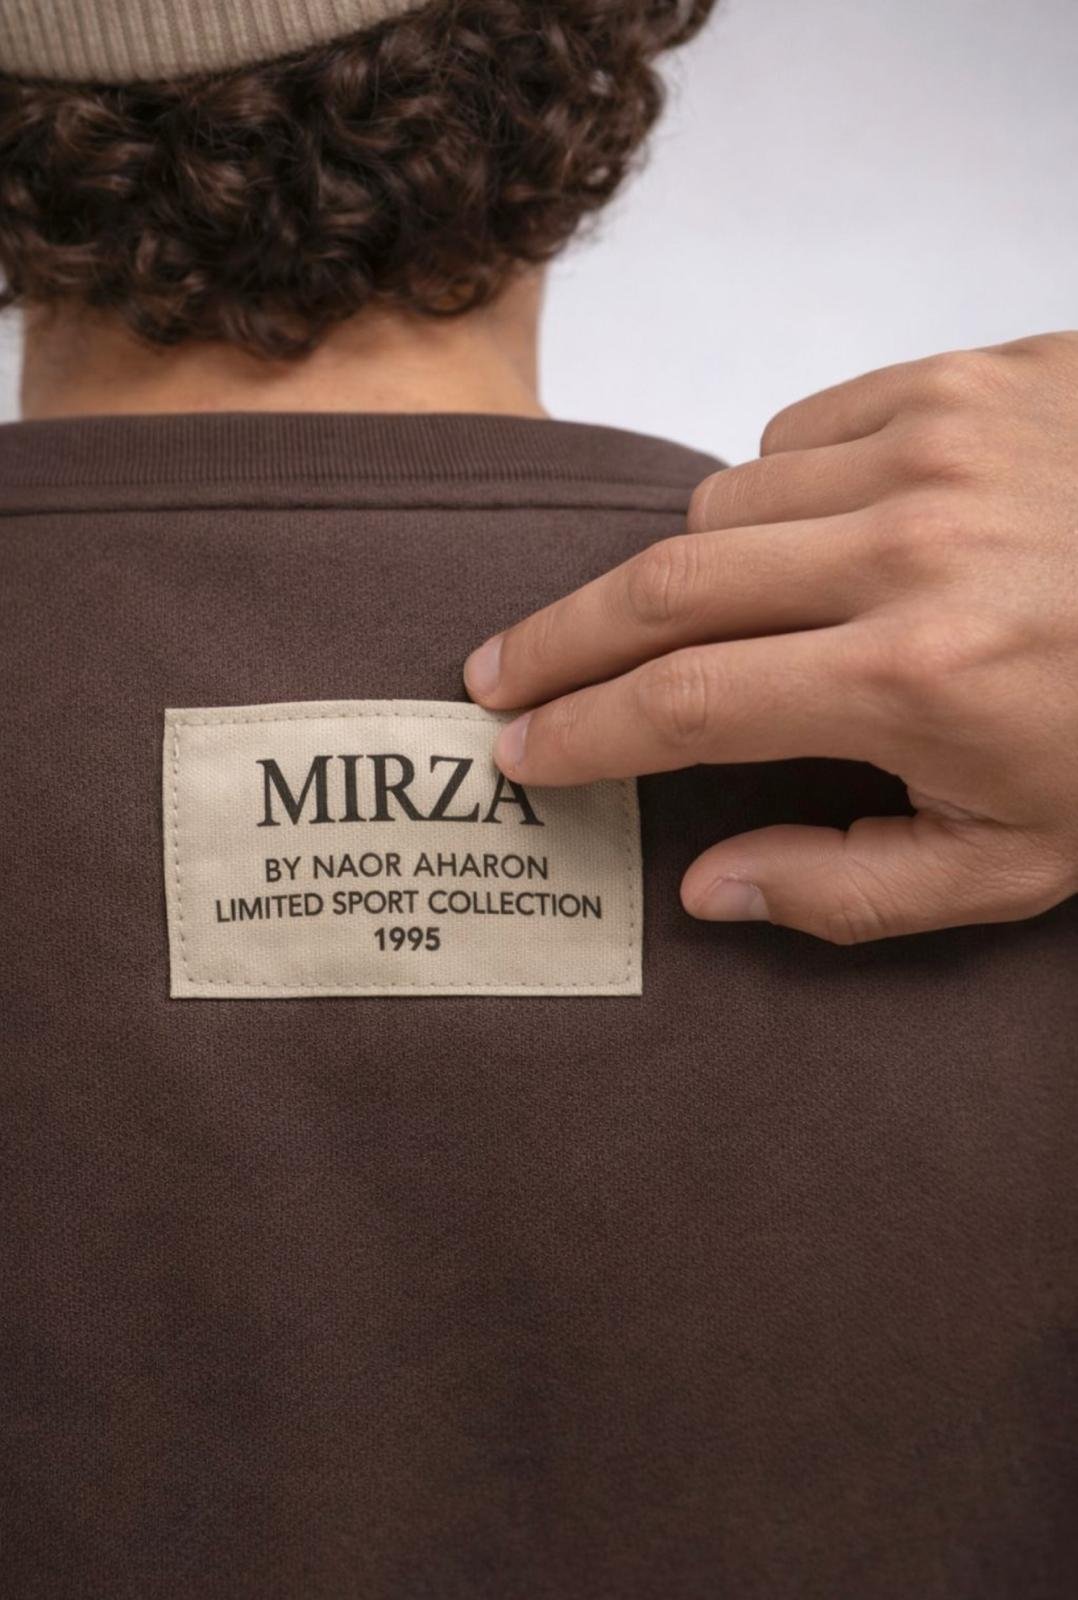 MIRZA
BY NAOR AHARON
LIMITED SPORT COLLECTION
1995